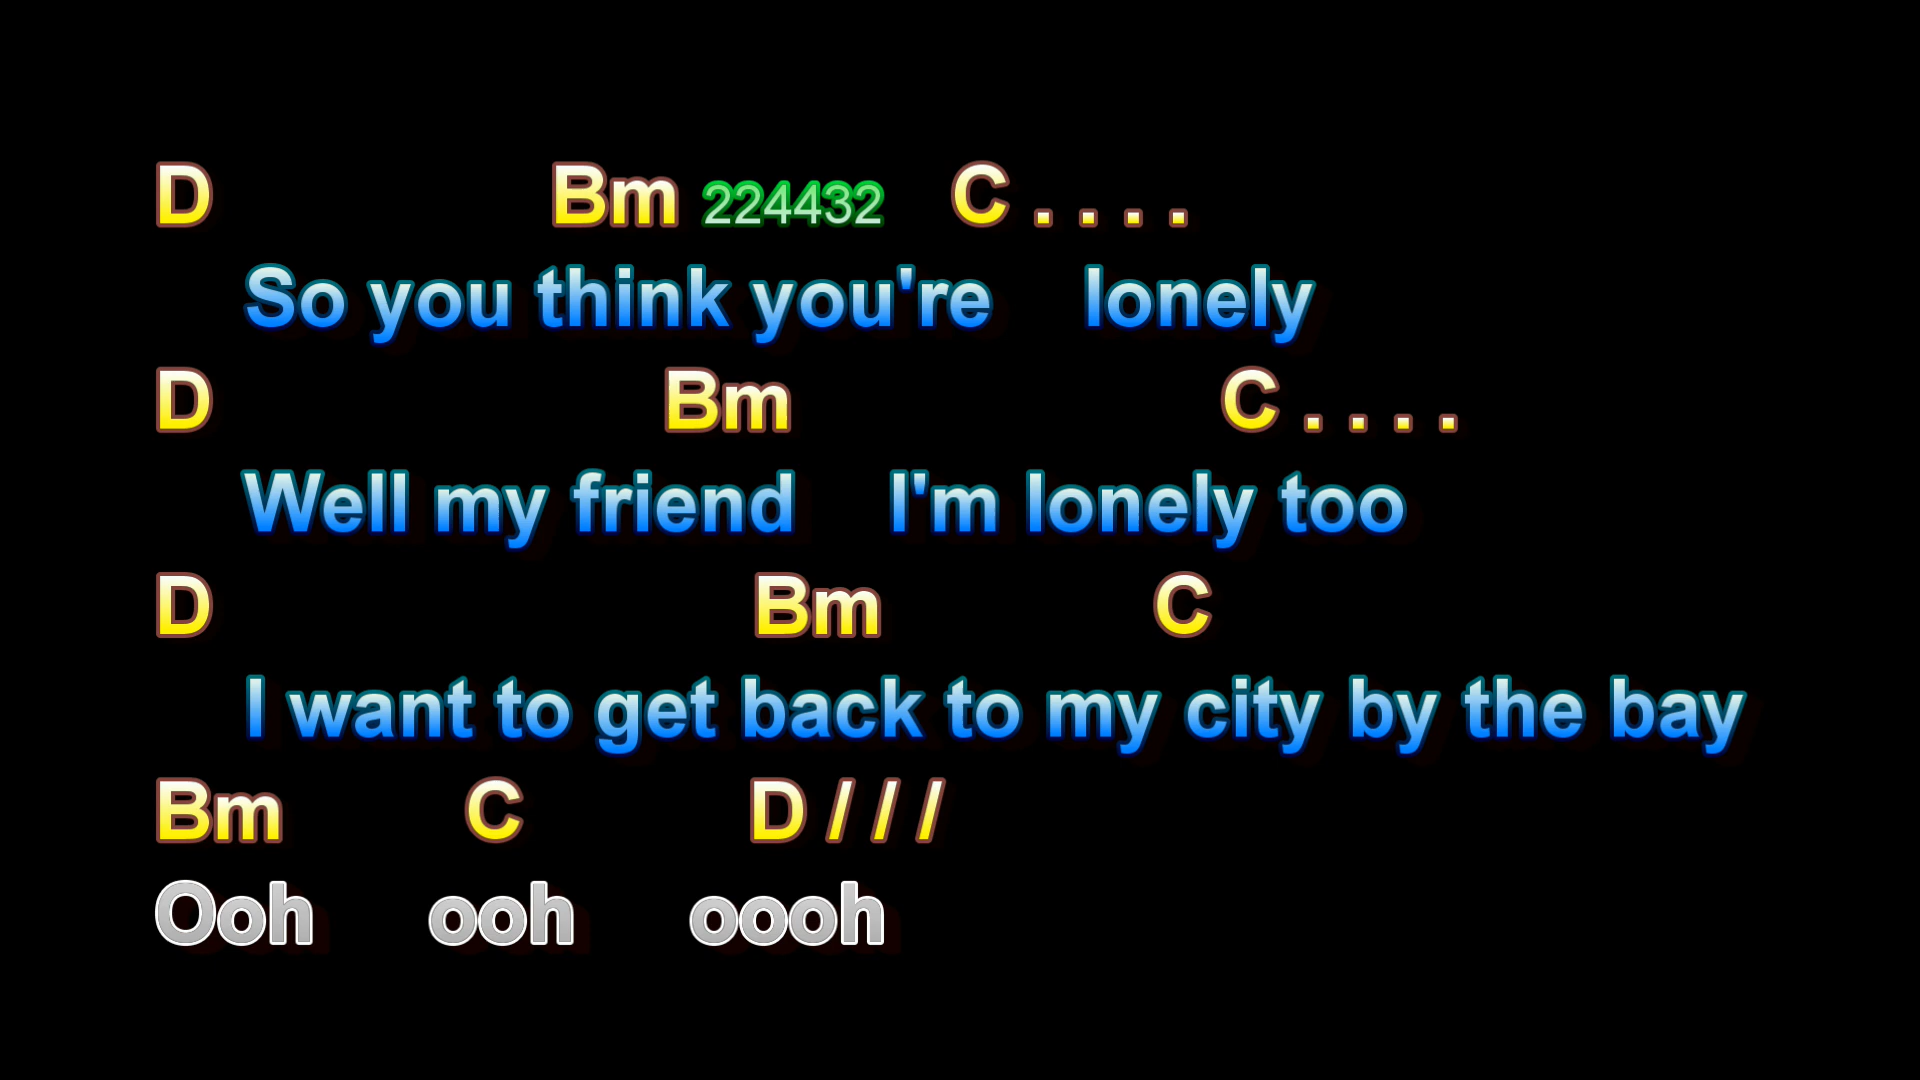 D Bm 224432 C . . . .
So you think you're lonely
D Bm C . . . .
Well my friend I'm lonely too
D Bm C
I want to get back to my city by the bay
Bm C D / / /
Ooh ooh oooh